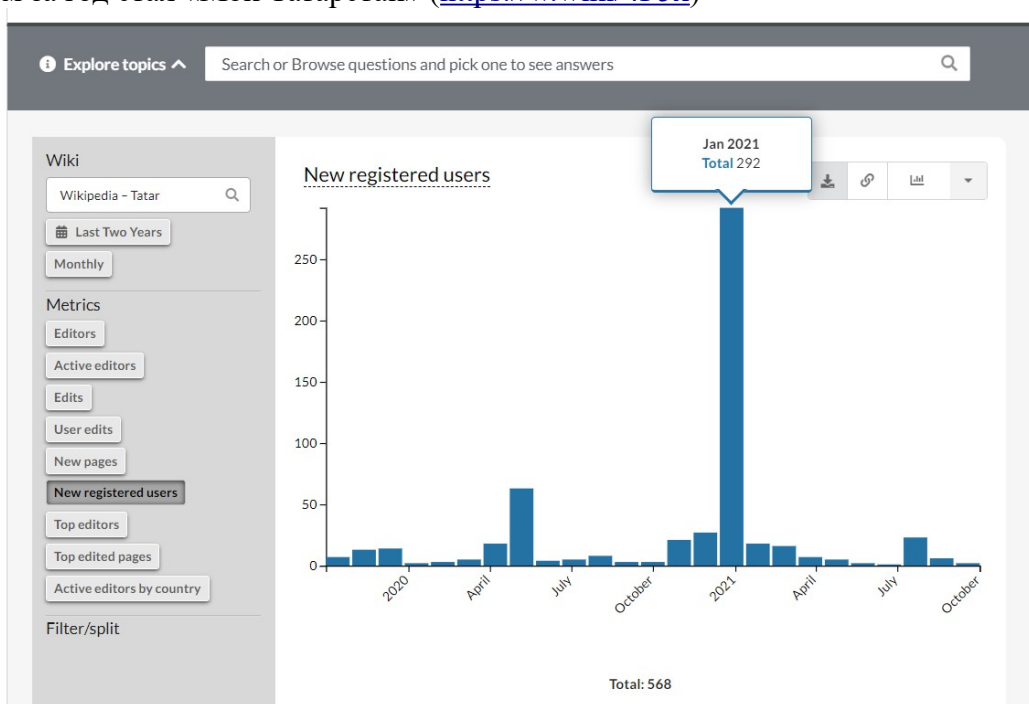 Explore topics
Search or Browse questions and pick one to see answers
Wiki
Wikipedia – Tatar
Last Two Years
Monthly
Metrics
Editors
Active editors
Edits
User edits
New pages
New registered users
Top editors
Top edited pages
Active editors by country
Filter/split
New registered users
Jan 2021
Total 292
250
200
150
100
50
0
2020
April
July
October
2021
April
July
October
Total: 568